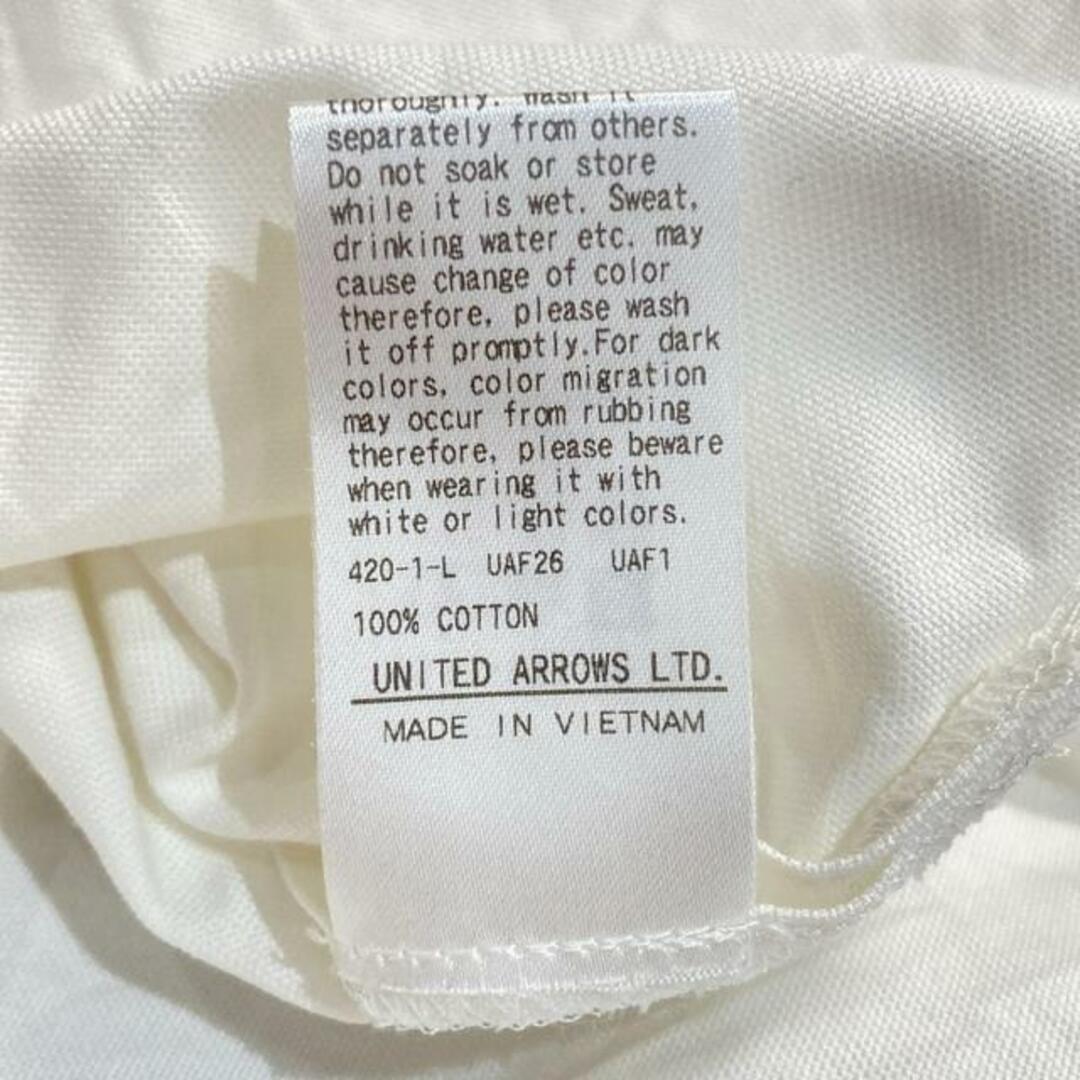 thoroughly. Wash it
separately from others.
Do not soak or store
while it is wet. Sweat,
drinking water etc. may
cause change of color
therefore, please wash
it off promptly.For dark
colors, color migration
may occur from rubbing
therefore, please beware
when wearing it with
white or light colors.
420-1-L UAF26 UAF1
100% COTTON
UNITED ARROWS LTD.
MADE IN VIETNAM